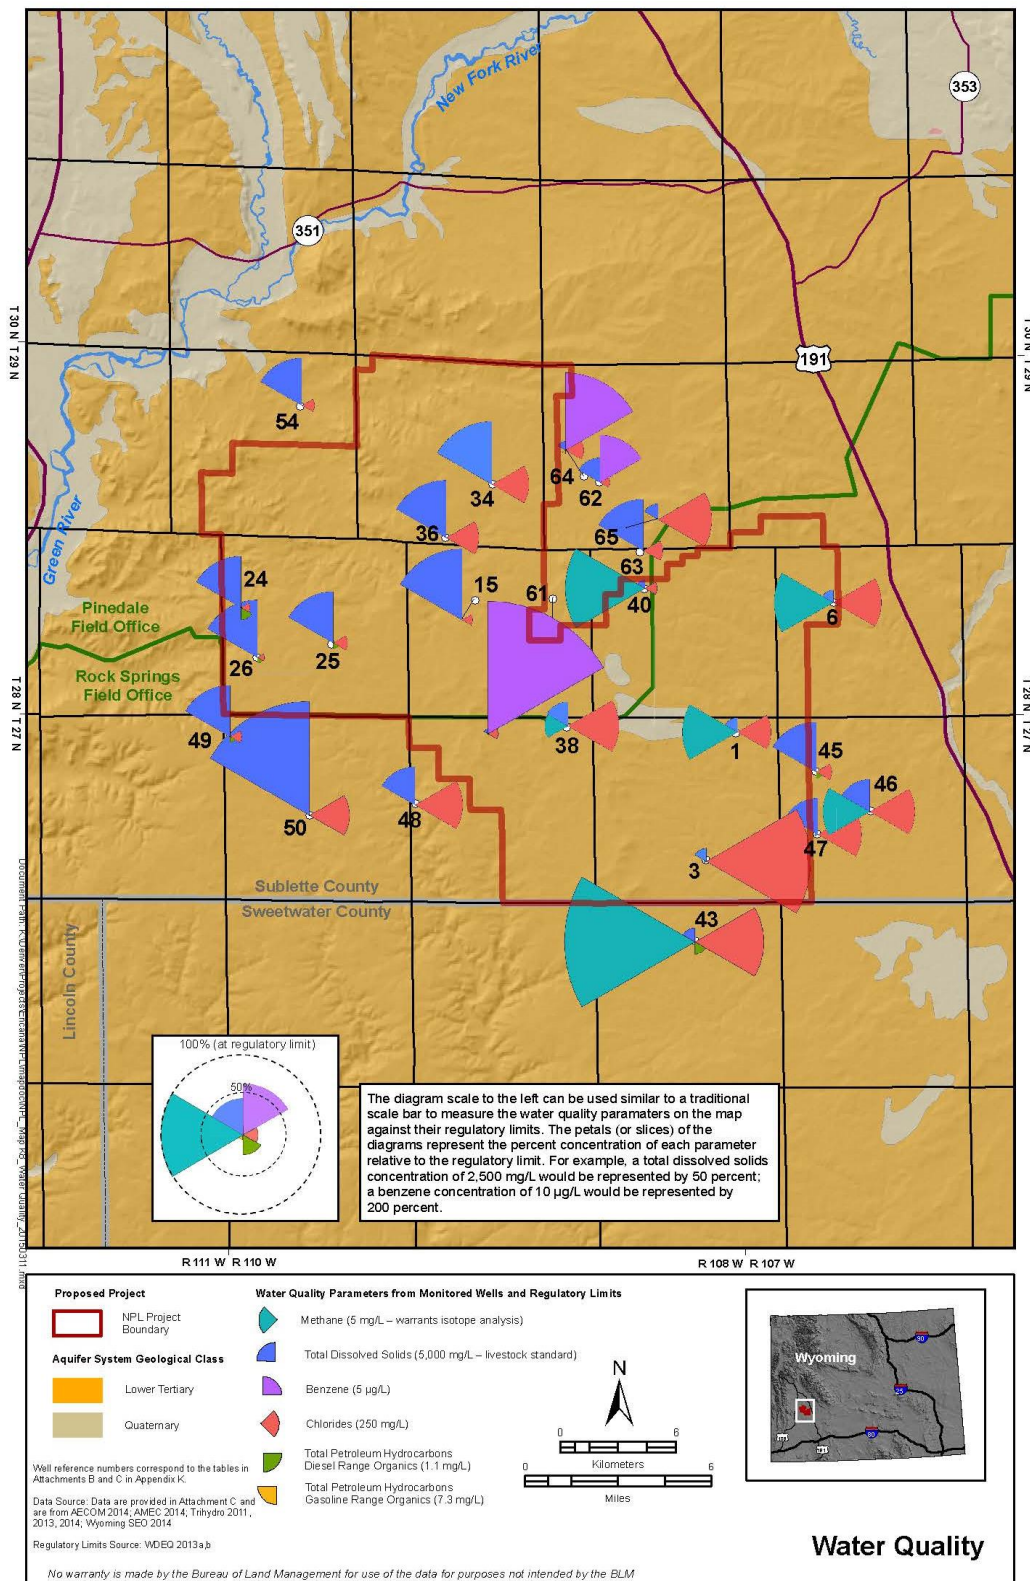 New Fork River
353
351
T 30 N
T 29 N
T 30 N
T 29 N
191
54
34
64
62
36
65
63
24
15
61
40
6
Green River
Pinedale
Field Office
26
25
Rock Springs
Field Office
T 28 N
T 27 N
T 28 N
T 27 N
49
38
1
45
46
50
48
47
3
Sublette County
Sweetwater County
43
Lincoln County
100% (at regulatory limit)
50%
The diagram scale to the left can be used similar to a traditional
scale bar to measure the water quality paramaters on the map
against their regulatory limits. The petals (or slices) of the
diagrams represent the percent concentration of each parameter
relative to the regulatory limit. For example, a total dissolved solids
concentration of 2,500 mg/L would be represented by 50 percent;
a benzene concentration of 10 µg/L would be represented by
200 percent.
R 111 W R 110 W
R 108 W R 107 W
Proposed Project
NPL Project
Boundary
Aquifer System Geological Class
Lower Tertiary
Quaternary
Well reference numbers correspond to the tables in
Attachments B and C in Appendix K.
Data Source: Data are provided in Attachment C and
are from AECOM 2014; AMEC 2014; Trihydro 2011,
2013, 2014; Wyoming SEO 2014
Regulatory Limits Source: WDEQ 2013a,b
Water Quality Parameters from Monitored Wells and Regulatory Limits
Methane (5 mg/L – warrants isotope analysis)
Total Dissolved Solids (5,000 mg/L – livestock standard)
Benzene (5 µg/L)
Chlorides (250 mg/L)
Total Petroleum Hydrocarbons
Diesel Range Organics (1.1 mg/L)
Total Petroleum Hydrocarbons
Gasoline Range Organics (7.3 mg/L)
N
0 6
Kilometers
0 6
Miles
Wyoming
90
25
80
191
Water Quality
No warranty is made by the Bureau of Land Management for use of the data for purposes not intended by the BLM